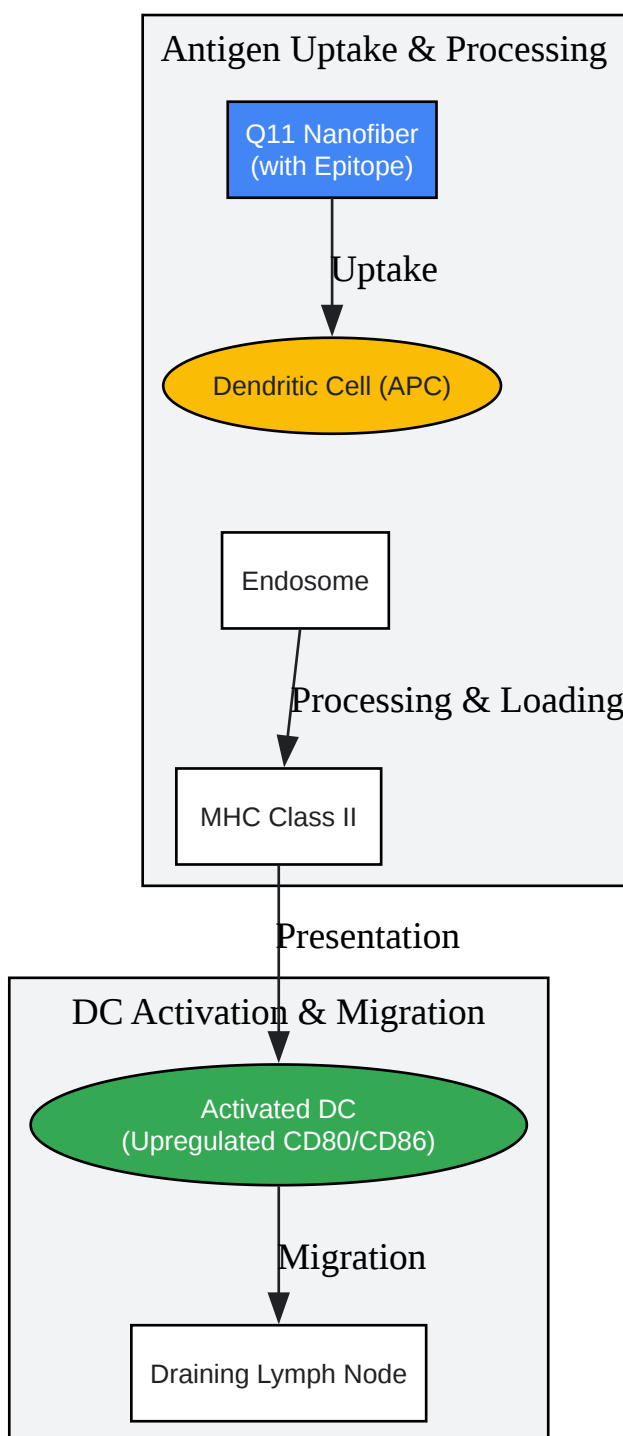 Antigen Uptake & Processing
Q11 Nanofiber
(with Epitope)
Uptake
Dendritic Cell (APC)
Endosome
Processing & Loading
MHC Class II
Presentation
DC Activation & Migration
Activated DC
(Upregulated CD80/CD86)
Migration
Draining Lymph Node